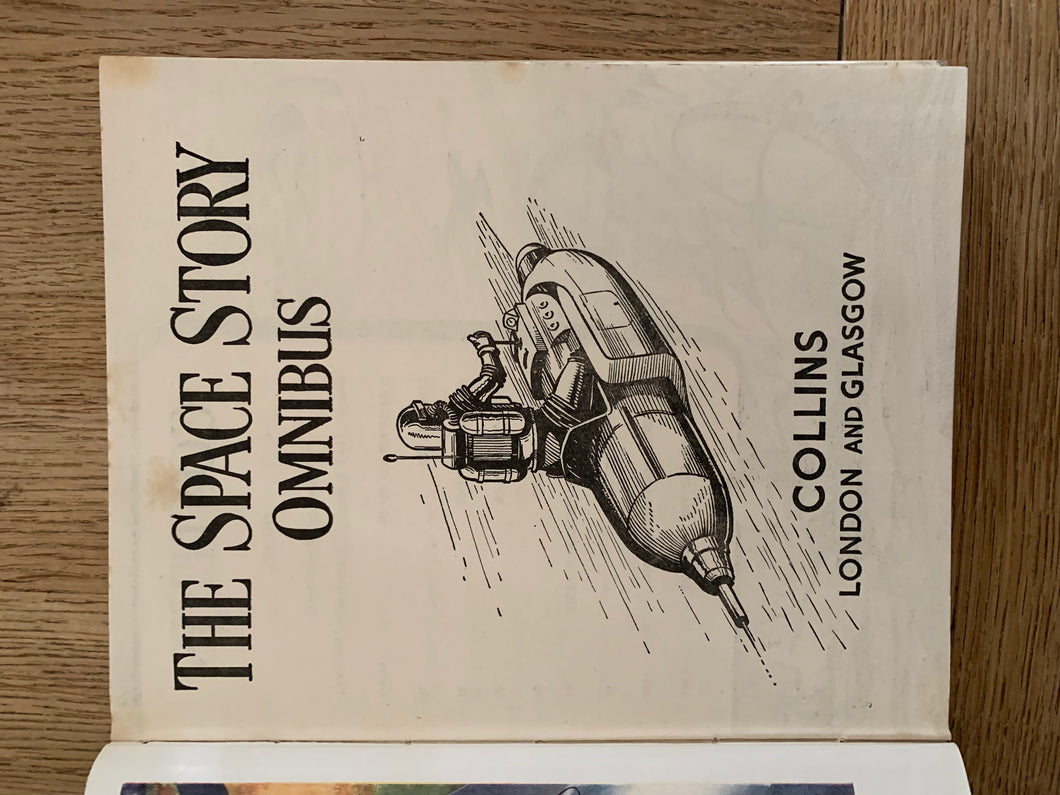 THE SPACE STORY
OMNIBUS
COLLINS
LONDON AND GLASGOW